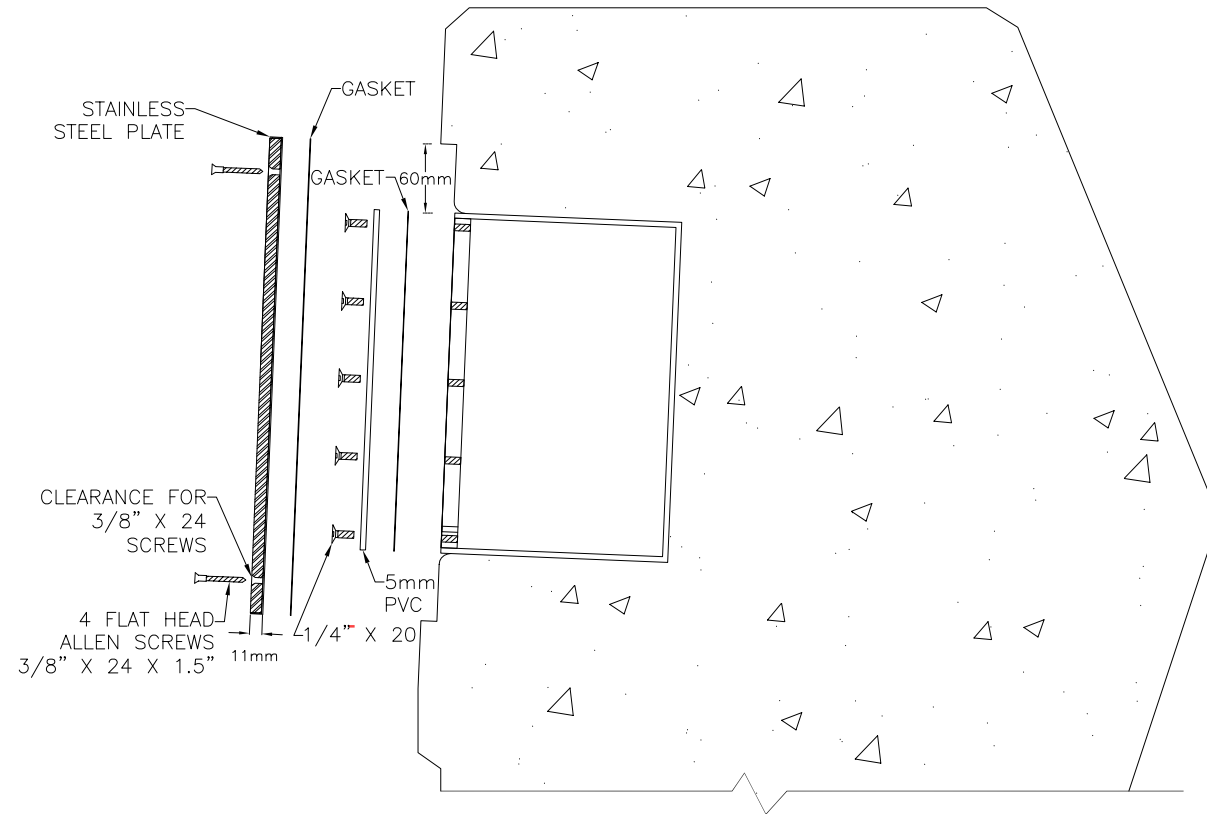 GASKET
STAINLESS
STEEL PLATE
GASKET
60mm
CLEARANCE FOR
3/8” X 24
SCREWS
5mm
PVC
4 FLAT HEAD
ALLEN SCREWS
3/8” X 24 X 1.5”
11mm
1/4” X 20